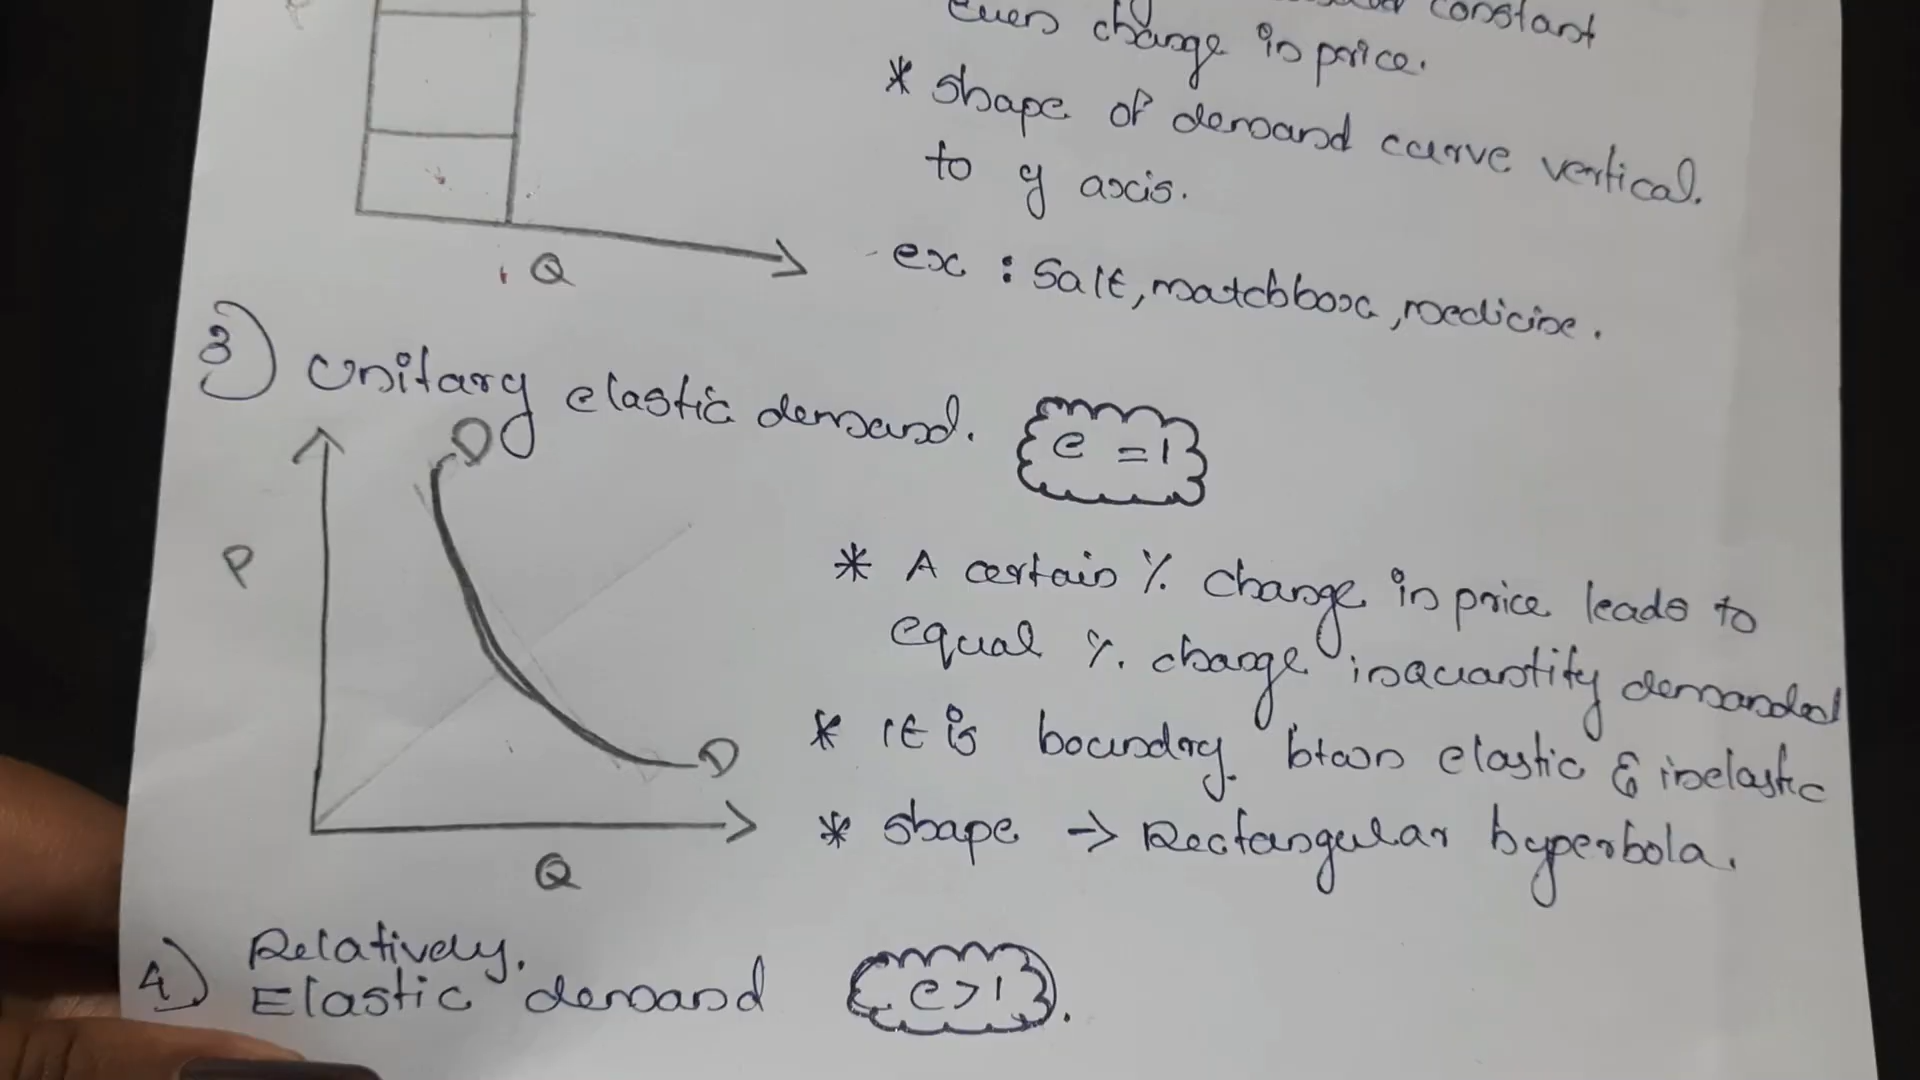 constant
even change in price.
* shape of demand curve vertical.
to y axis.
Q
ex : Salt, matchbox, medicine.
3) Unitary elastic demand.
e = 1
D
P
* A certain % change in price leads to
equal % change in quantity demanded
* it is boundry btwn elastic & inelastic
D
* shape -> Rectangular hyperbola.
Q
4) Relatively.
Elastic demand
e > 1.